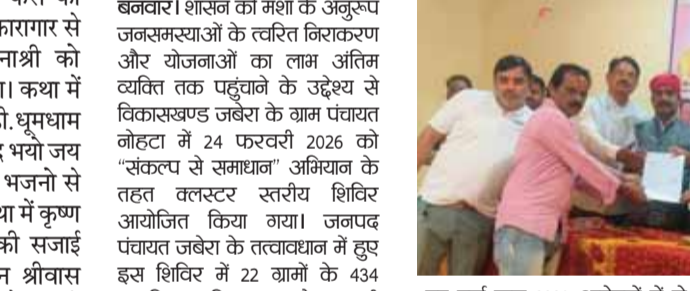 कारागार से
नाश्री को
। कथा में
.धूमधाम
भयो जय
भजनो से
था में कृष्ण
की सजाई
न श्रीवास
बनवार। शासन की मंशा के अनुरूप
जनसमस्याओं के त्वरित निराकरण
और योजनाओं का लाभ अंतिम
व्यक्ति तक पहुंचाने के उद्देश्य से
विकासखण्ड जबेरा के ग्राम पंचायत
नोहटा में 24 फरवरी 2026 को
“संकल्प से समाधान” अभियान के
तहत क्लस्टर स्तरीय शिविर
आयोजित किया गया। जनपद
पंचायत जबेरा के तत्वावधान में हुए
इस शिविर में 22 ग्रामों के 434